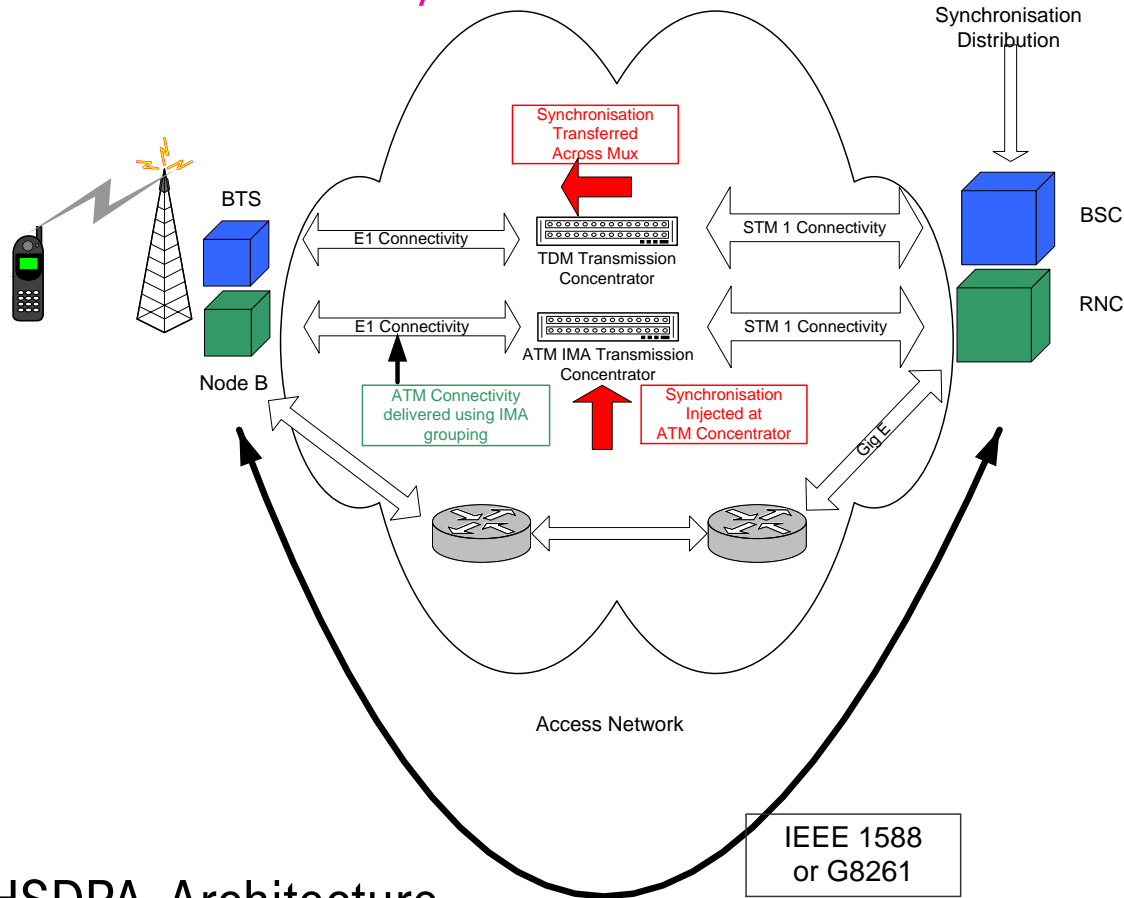 Synchronisation
Distribution
Synchronisation
Transferred
Across Mux
BTS
BSC
E1 Connectivity
STM 1 Connectivity
TDM Transmission
Concentrator
RNC
E1 Connectivity
STM 1 Connectivity
ATM IMA Transmission
Concentrator
Node B
ATM Connectivity
delivered using IMA
grouping
Synchronisation
Injected at
ATM Concentrator
Gig E
Access Network
IEEE 1588
or G8261
HSDPA Architecture